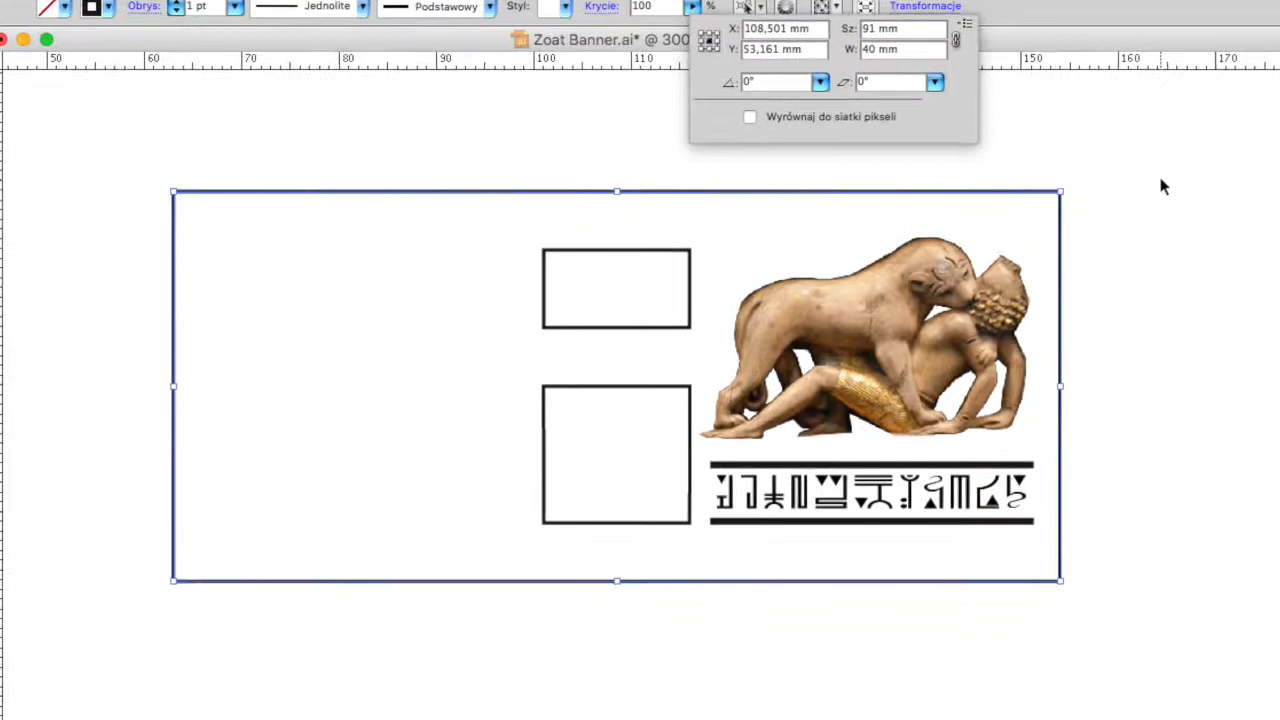 Obrys: 1 pt Jednolite Podstawowy Styl: Krycie: 100 % Transformacje
Zoat Banner.ai* @ 300
X: 108,501 mm Sz: 91 mm
Y: 53,161 mm W: 40 mm
0° 0°
Wyrównaj do siatki pikseli
50 60 70 80 90 100 110 150 160 170